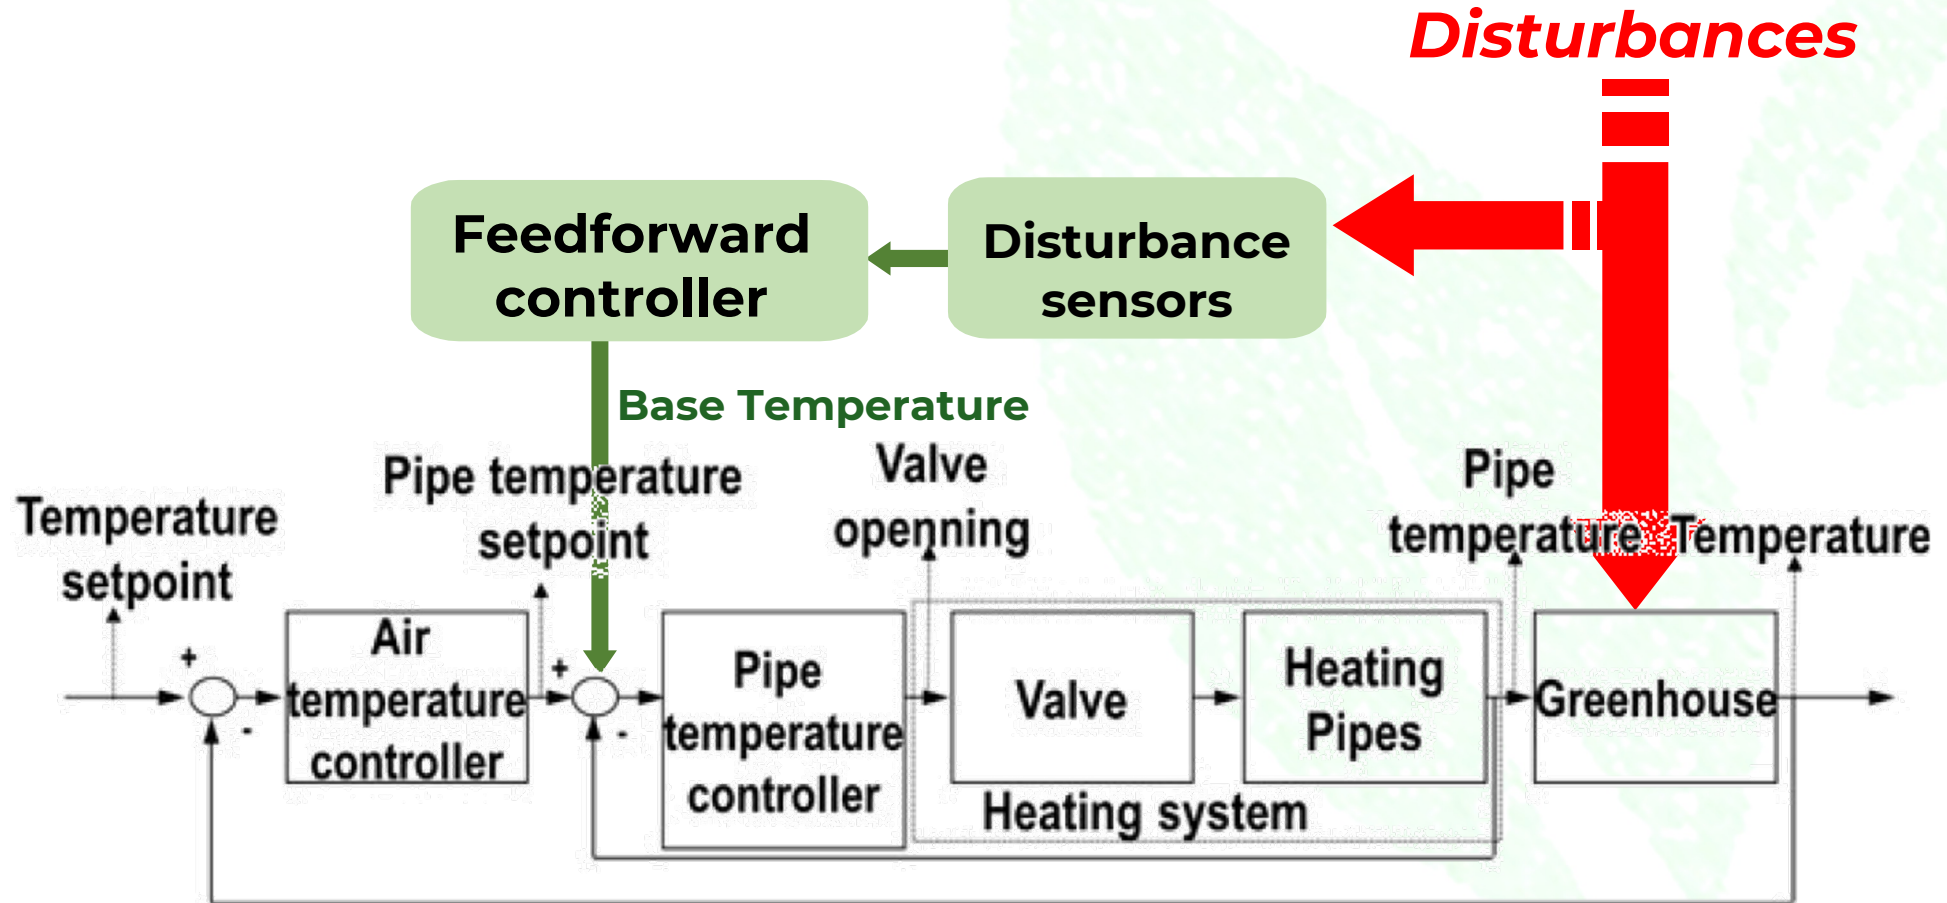 Disturbances
Feedforward
controller
Disturbance
sensors
Base Temperature
Temperature
setpoint
Pipe temperature
setpoint
Valve
openning
Pipe
temperature
Temperature
+
-
Air
temperature
controller
+
-
Pipe
temperature
controller
Valve
Heating
Pipes
Heating system
Greenhouse